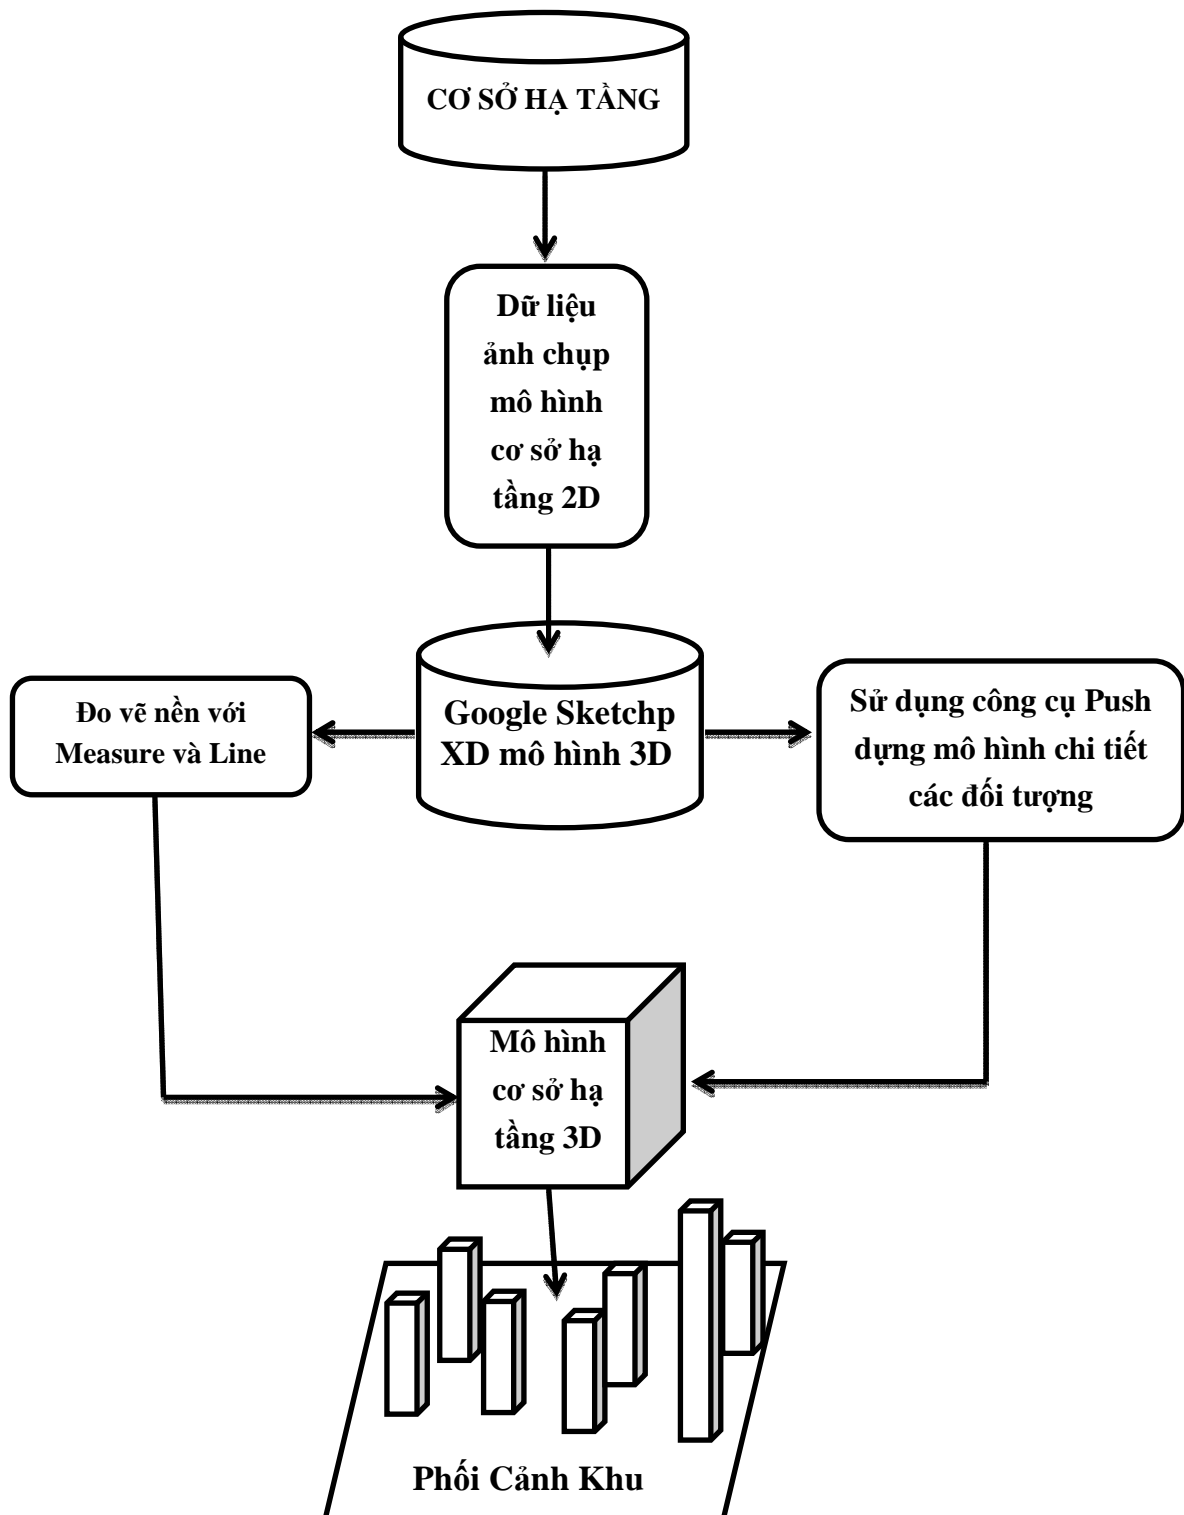 CƠ SỞ HẠ TẦNG
Dữ liệu
ảnh chụp
mô hình
cơ sở hạ
tầng 2D
Đo vẽ nền với
Measure và Line
Google Sketchp
XD mô hình 3D
Sử dụng công cụ Push
dựng mô hình chi tiết
các đối tượng
Mô hình
cơ sở hạ
tầng 3D
Phối Cảnh Khu